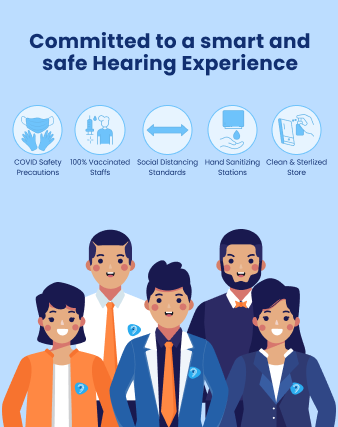 Committed to a smart and
safe Hearing Experience
COVID Safety
Precautions
100% Vaccinated
Staffs
Social Distancing
Standards
Hand Sanitizing
Stations
Clean & Sterlized
Store